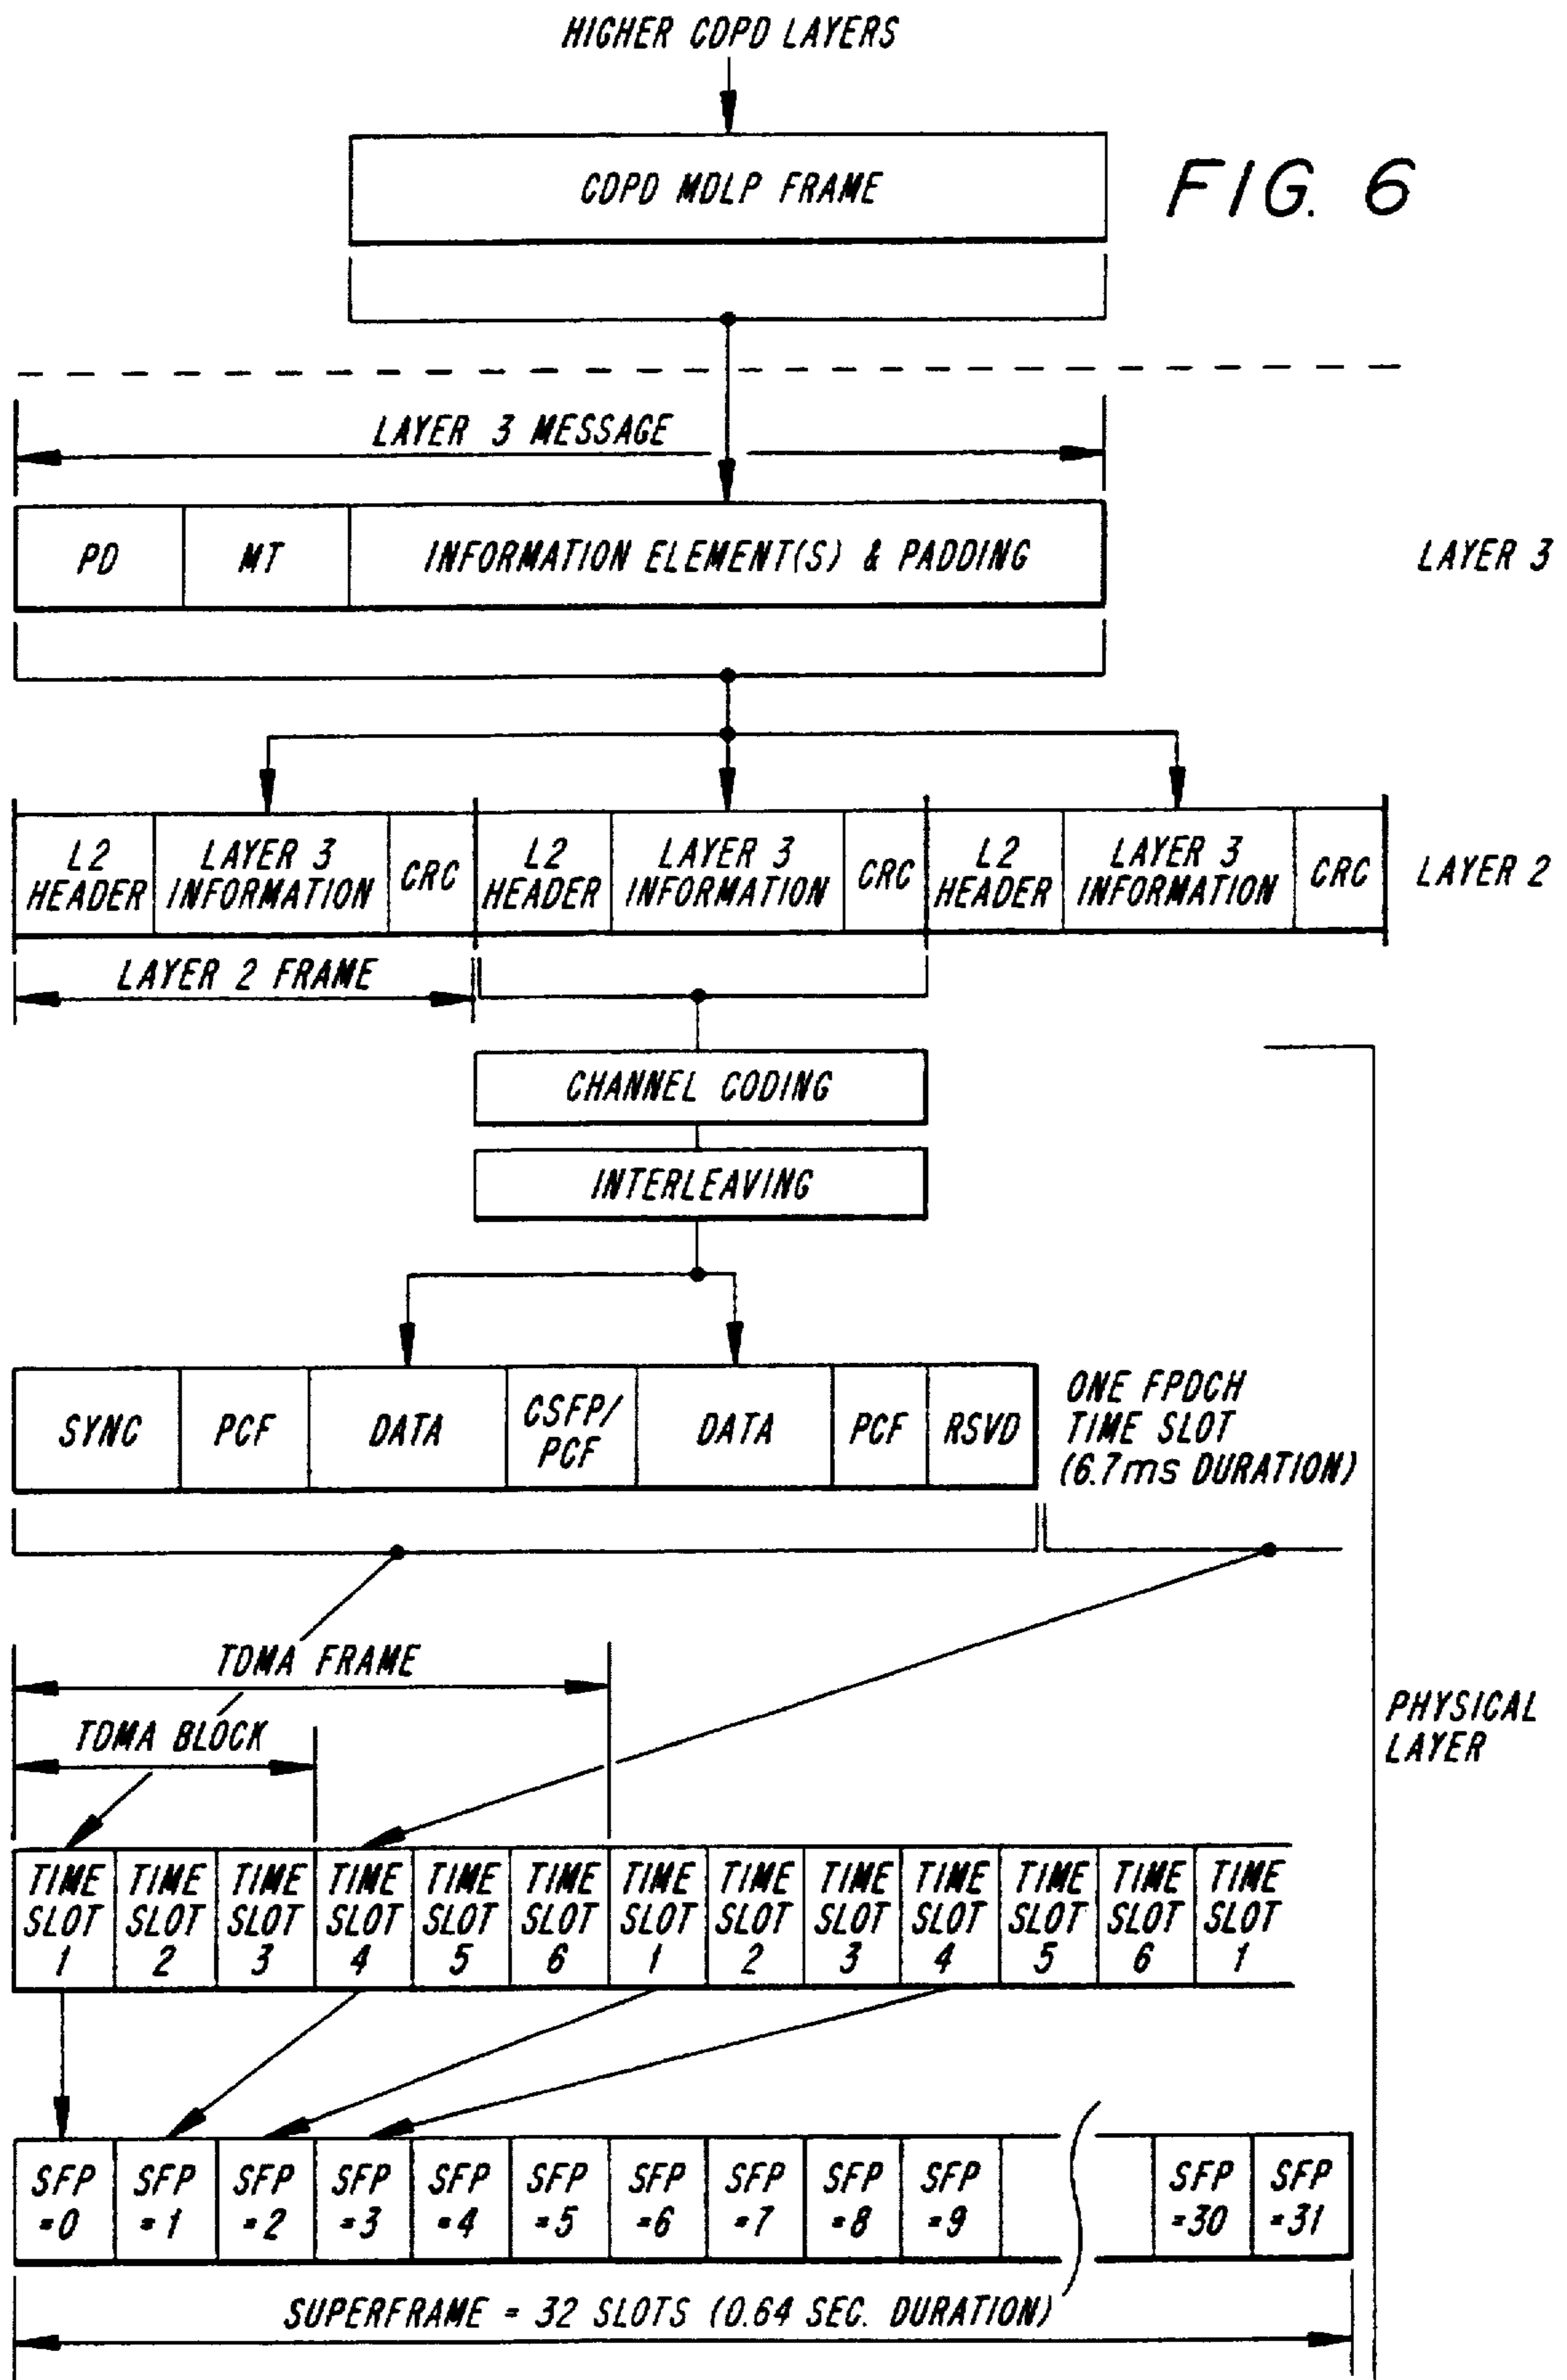 HIGHER CDPD LAYERS
CDPD MDLP FRAME
FIG. 6
LAYER 3 MESSAGE
PD
MT
INFORMATION ELEMENT(S) & PADDING
LAYER 3
L2
HEADER
LAYER 3
INFORMATION
CRC
L2
HEADER
LAYER 3
INFORMATION
CRC
L2
HEADER
LAYER 3
INFORMATION
CRC
LAYER 2
LAYER 2 FRAME
CHANNEL CODING
INTERLEAVING
SYNC
PCF
DATA
CSFP/
PCF
DATA
PCF
RSVD
ONE FPDCH
TIME SLOT
(6.7ms DURATION)
TDMA FRAME
TDMA BLOCK
PHYSICAL
LAYER
TIME
SLOT
1
TIME
SLOT
2
TIME
SLOT
3
TIME
SLOT
4
TIME
SLOT
5
TIME
SLOT
6
TIME
SLOT
1
TIME
SLOT
2
TIME
SLOT
3
TIME
SLOT
4
TIME
SLOT
5
TIME
SLOT
6
TIME
SLOT
1
SFP
=0
SFP
=1
SFP
=2
SFP
=3
SFP
=4
SFP
=5
SFP
=6
SFP
=7
SFP
=8
SFP
=9
SFP
=30
SFP
=31
SUPERFRAME = 32 SLOTS (0.64 SEC. DURATION)